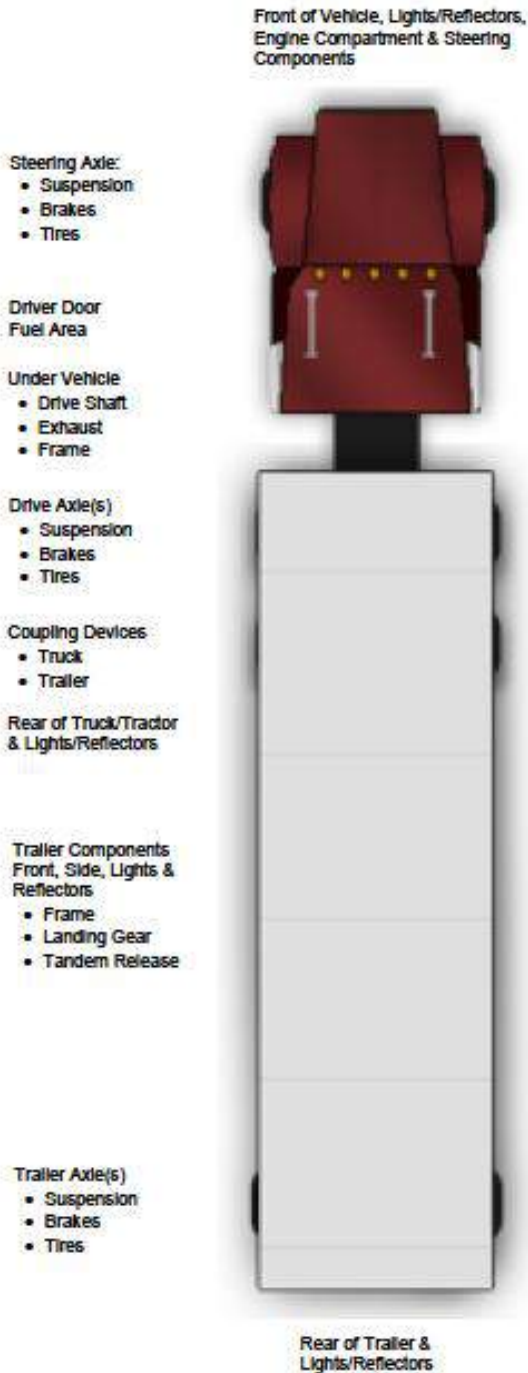 Front of Vehicle, Lights/Reflectors,
Engine Compartment & Steering
Components
Steering Axle:
• Suspension
• Brakes
• Tires
Driver Door
Fuel Area
Under Vehicle
• Drive Shaft
• Exhaust
• Frame
Drive Axle(s)
• Suspension
• Brakes
• Tires
Coupling Devices
• Truck
• Trailer
Rear of Truck/Tractor
& Lights/Reflectors
Trailer Components
Front, Side, Lights &
Reflectors
• Frame
• Landing Gear
• Tandem Release
Trailer Axle(s)
• Suspension
• Brakes
• Tires
Rear of Trailer &
Lights/Reflectors